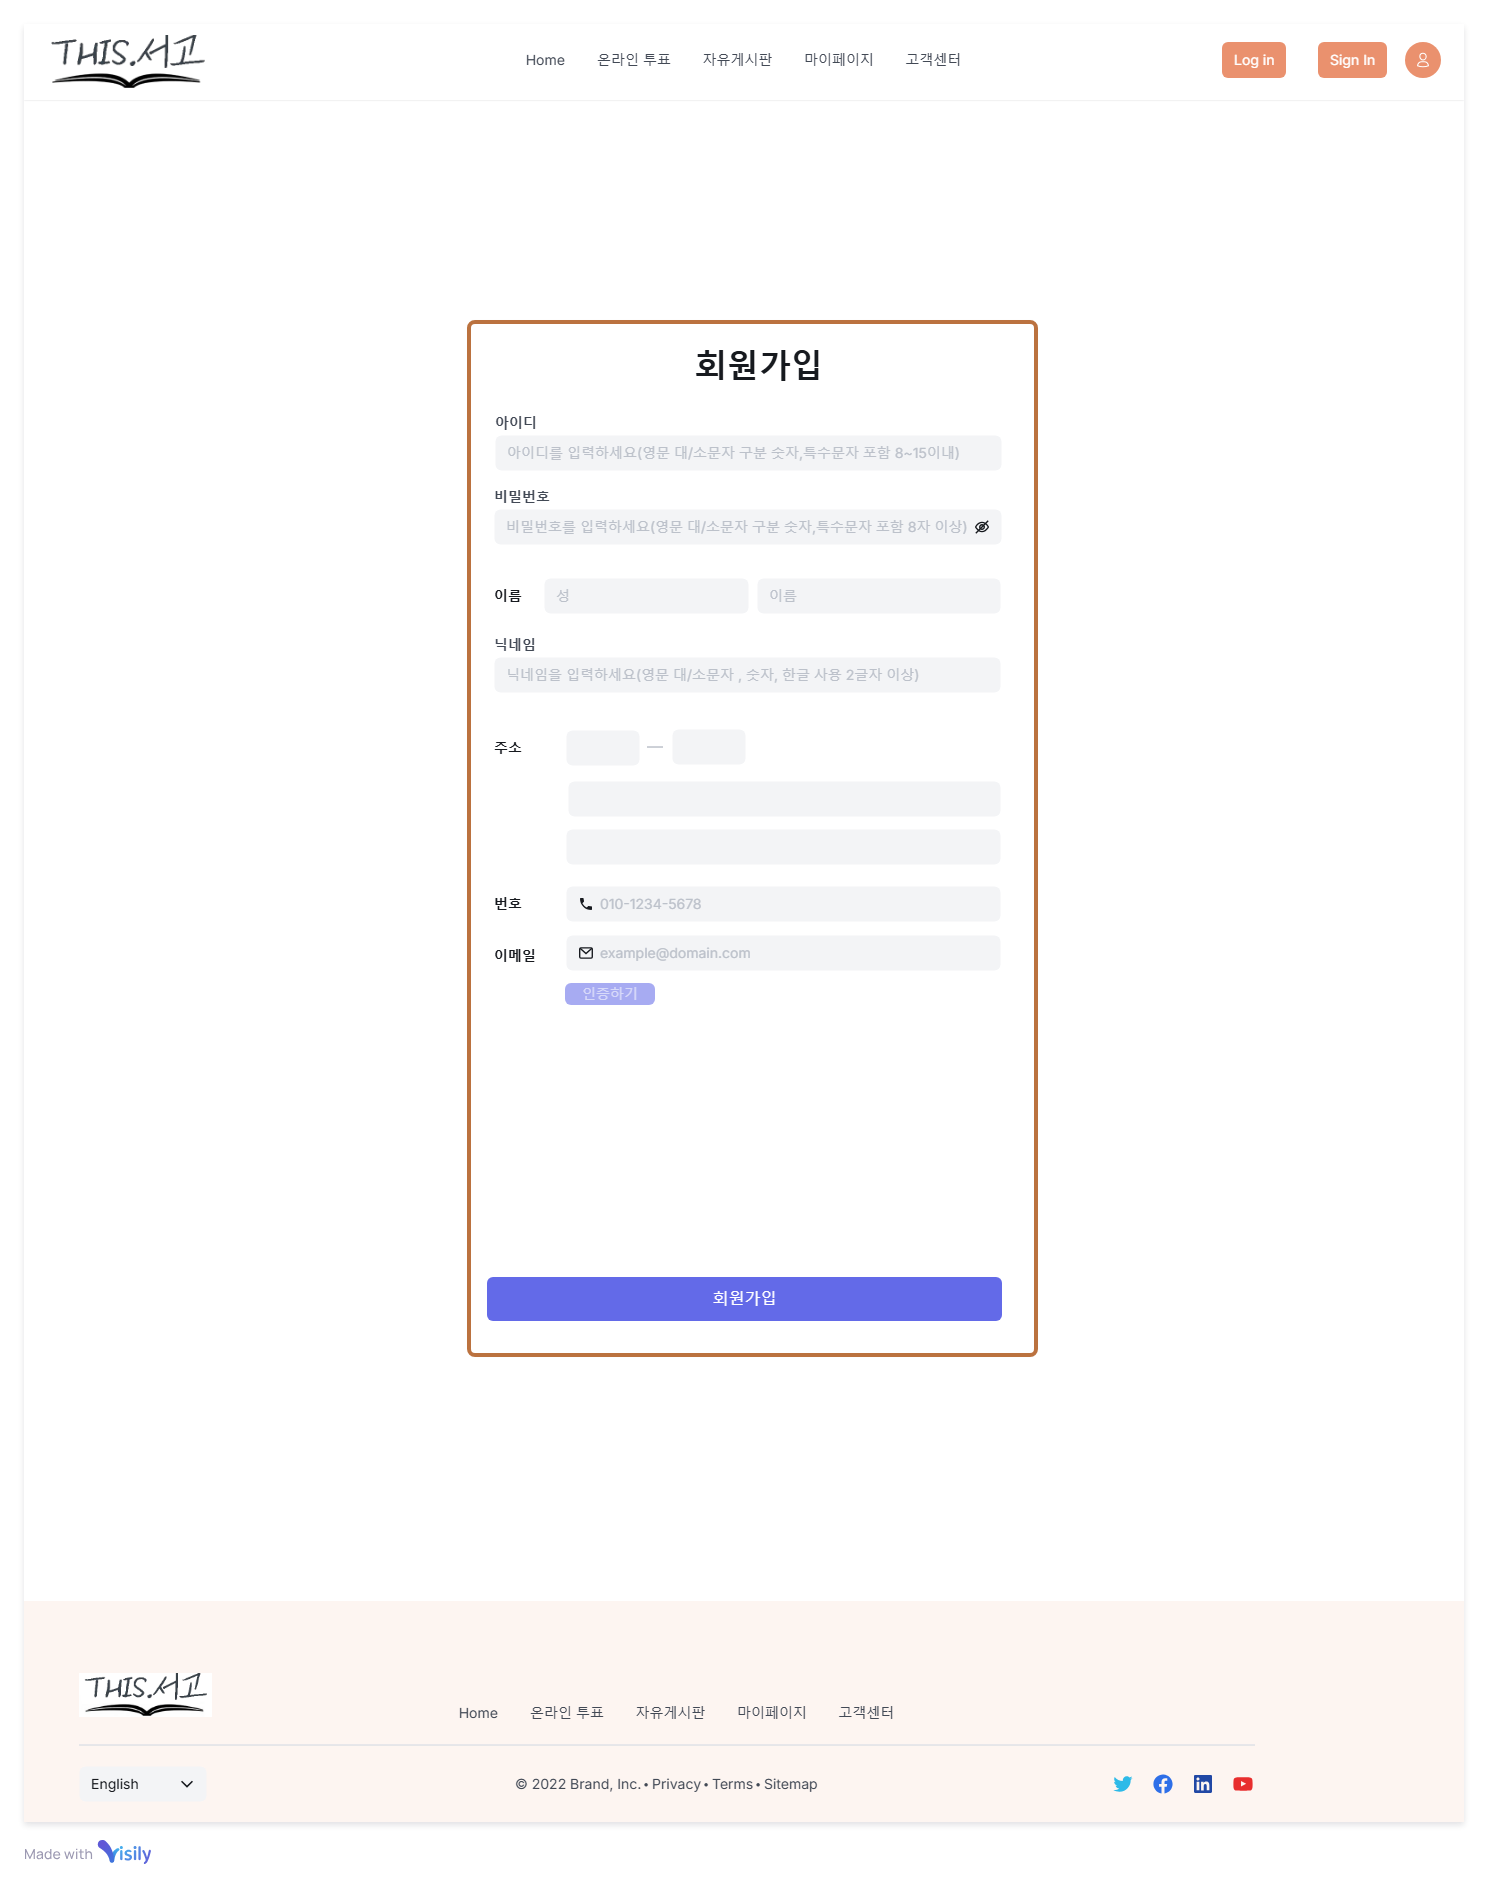 THIS.서고
Home 온라인 투표 자유게시판 마이페이지 고객센터 Log in Sign In
회원가입
아이디
아이디를 입력하세요(영문 대/소문자 구분 숫자,특수문자 포함 8~15이내)
비밀번호
비밀번호를 입력하세요(영문 대/소문자 구분 숫자,특수문자 포함 8자 이상)
이름 성 이름
닉네임
닉네임을 입력하세요(영문 대/소문자 , 숫자, 한글 사용 2글자 이상)
주소 —
번호 010-1234-5678
이메일 example@domain.com
인증하기
회원가입
THIS.서고
Home 온라인 투표 자유게시판 마이페이지 고객센터
English © 2022 Brand, Inc. • Privacy • Terms • Sitemap
Made with Visily